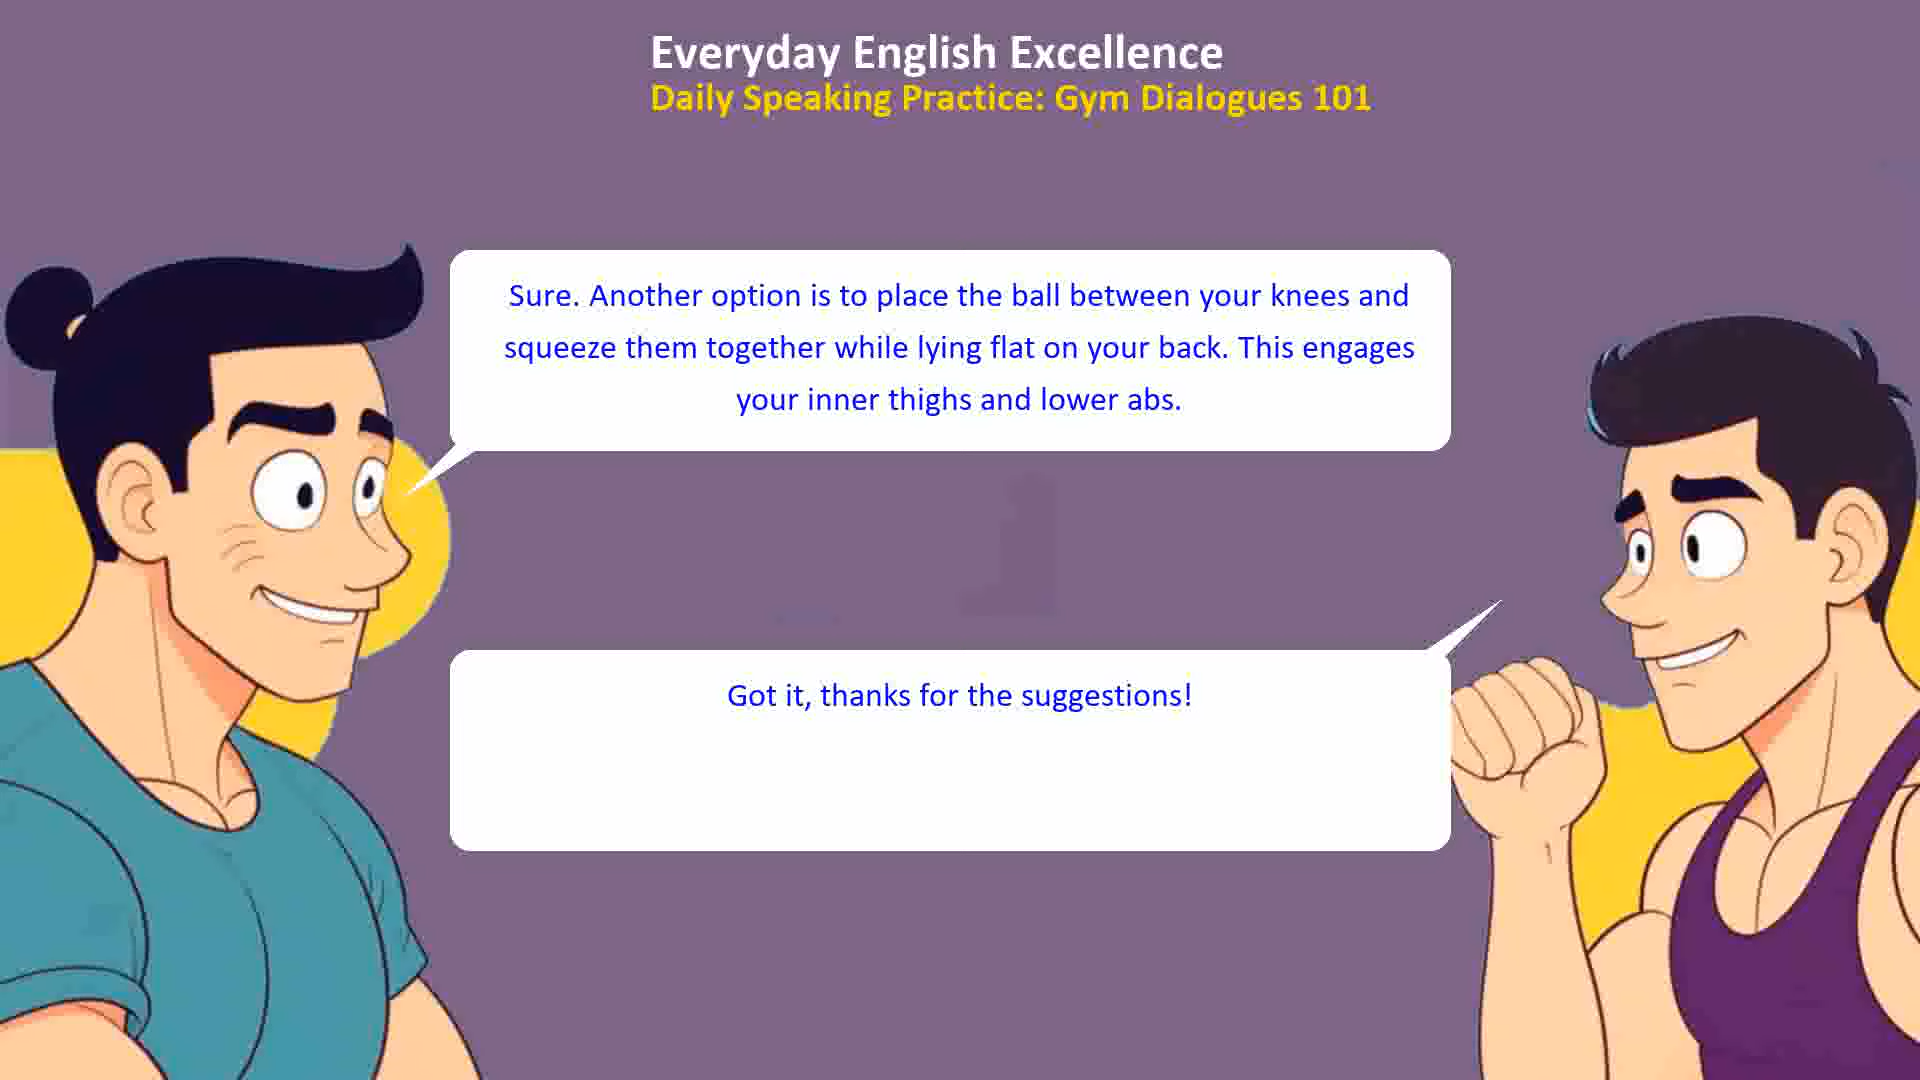 Everyday English Excellence
Daily Speaking Practice: Gym Dialogues 101
Sure. Another option is to place the ball between your knees and
squeeze them together while lying flat on your back. This engages
your inner thighs and lower abs.
Got it, thanks for the suggestions!